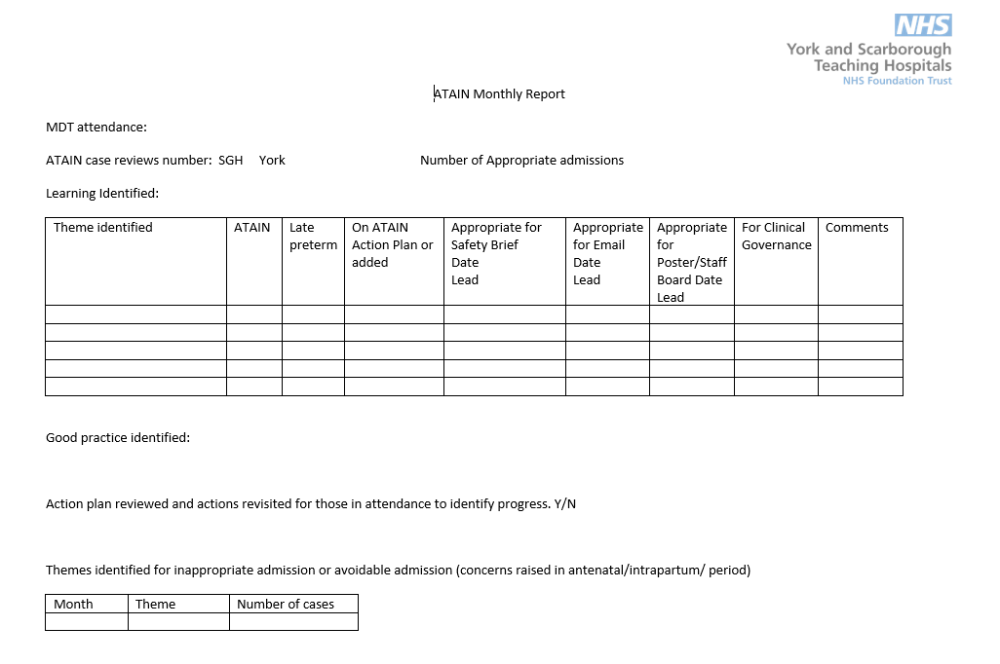 NHS
York and Scarborough
Teaching Hospitals
NHS Foundation Trust
ATAIN Monthly Report
MDT attendance:
ATAIN case reviews number: SGH York Number of Appropriate admissions
Learning Identified:
Theme identified
ATAIN
Late
preterm
On ATAIN
Action Plan or
added
Appropriate for
Safety Brief
Date
Lead
Appropriate
for Email
Date
Lead
Appropriate
for
Poster/Staff
Board Date
Lead
For Clinical
Governance
Comments
Good practice identified:
Action plan reviewed and actions revisited for those in attendance to identify progress. Y/N
Themes identified for inappropriate admission or avoidable admission (concerns raised in antenatal/intrapartum/ period)
Month
Theme
Number of cases